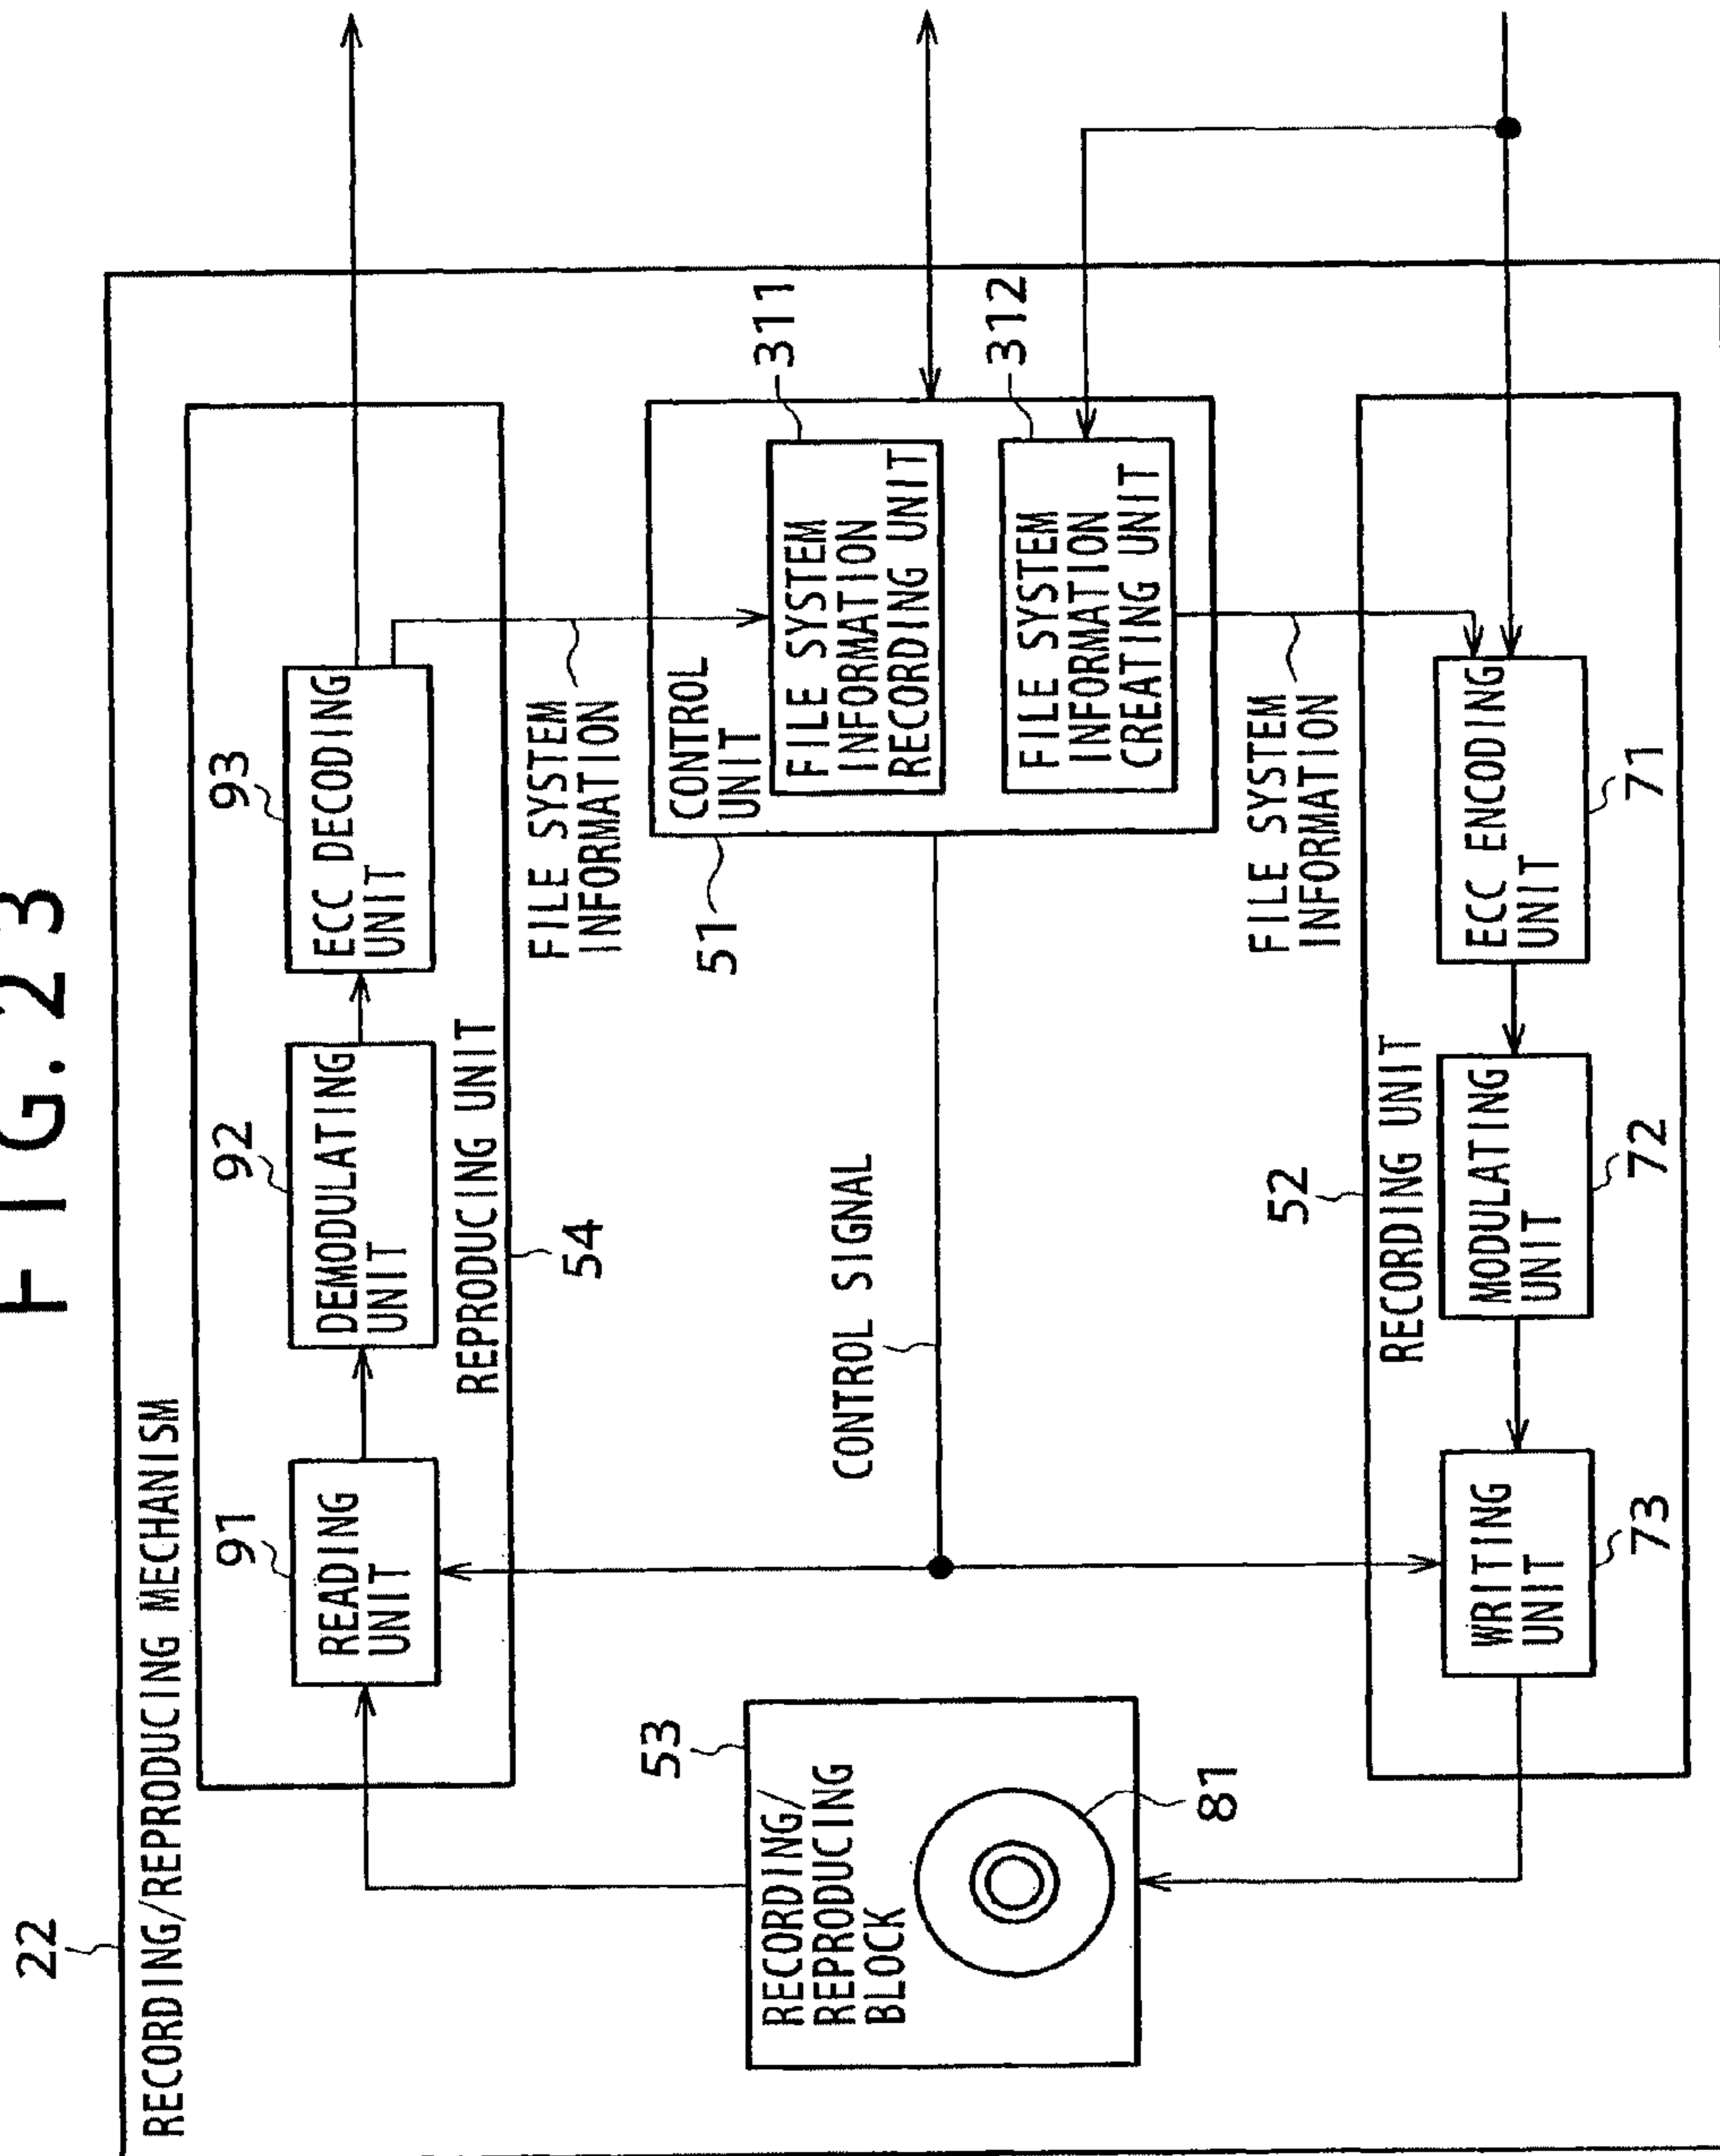 FIG. 23
22
RECORDING/REPRODUCING MECHANISM
91
READING
UNIT
92
DEMODULATING
UNIT
93
ECC DECODING
UNIT
REPRODUCING UNIT
54
FILE SYSTEM
INFORMATION
53
RECORDING/
REPRODUCING
BLOCK
81
CONTROL SIGNAL
51
CONTROL
UNIT
311
FILE SYSTEM
INFORMATION
RECORDING UNIT
312
FILE SYSTEM
INFORMATION
CREATING UNIT
FILE SYSTEM
INFORMATION
52
RECORDING UNIT
WRITING
UNIT
73
MODULATING
UNIT
72
ECC ENCODING
UNIT
71